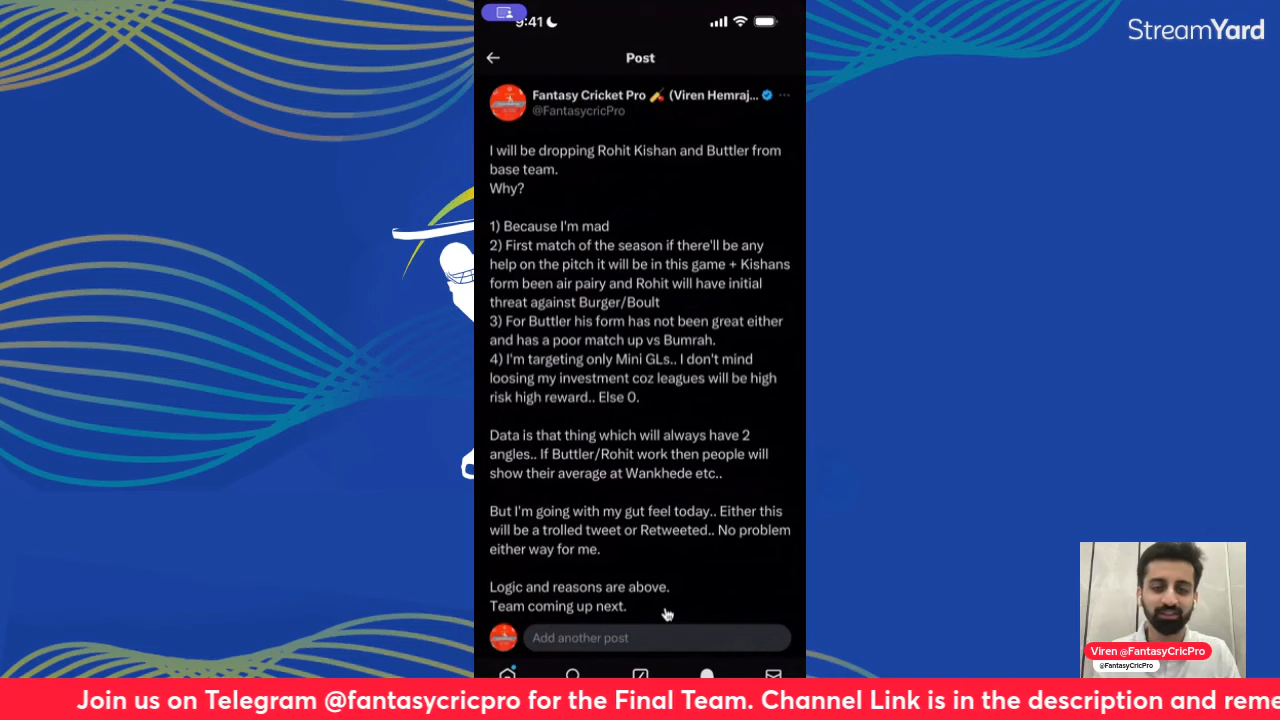 StreamYard
9:41
Post
Fantasy Cricket Pro 🏏 (Viren Hemraj...
@FantasycricPro
I will be dropping Rohit Kishan and Buttler from
base team.
Why?
1) Because I'm mad
2) First match of the season if there'll be any
help on the pitch it will be in this game + Kishans
form been air pairy and Rohit will have initial
threat against Burger/Boult
3) For Buttler his form has not been great either
and has a poor match up vs Bumrah.
4) I'm targeting only Mini GLs.. I don't mind
loosing my investment coz leagues will be high
risk high reward.. Else 0.
Data is that thing which will always have 2
angles.. If Buttler/Rohit work then people will
show their average at Wankhede etc..
But I'm going with my gut feel today.. Either this
will be a trolled tweet or Retweeted.. No problem
either way for me.
Logic and reasons are above.
Team coming up next.
Add another post
Viren @FantasyCricPro
@FantasyCricPro
Join us on Telegram @fantasycricpro for the Final Team. Channel Link is in the description and reme